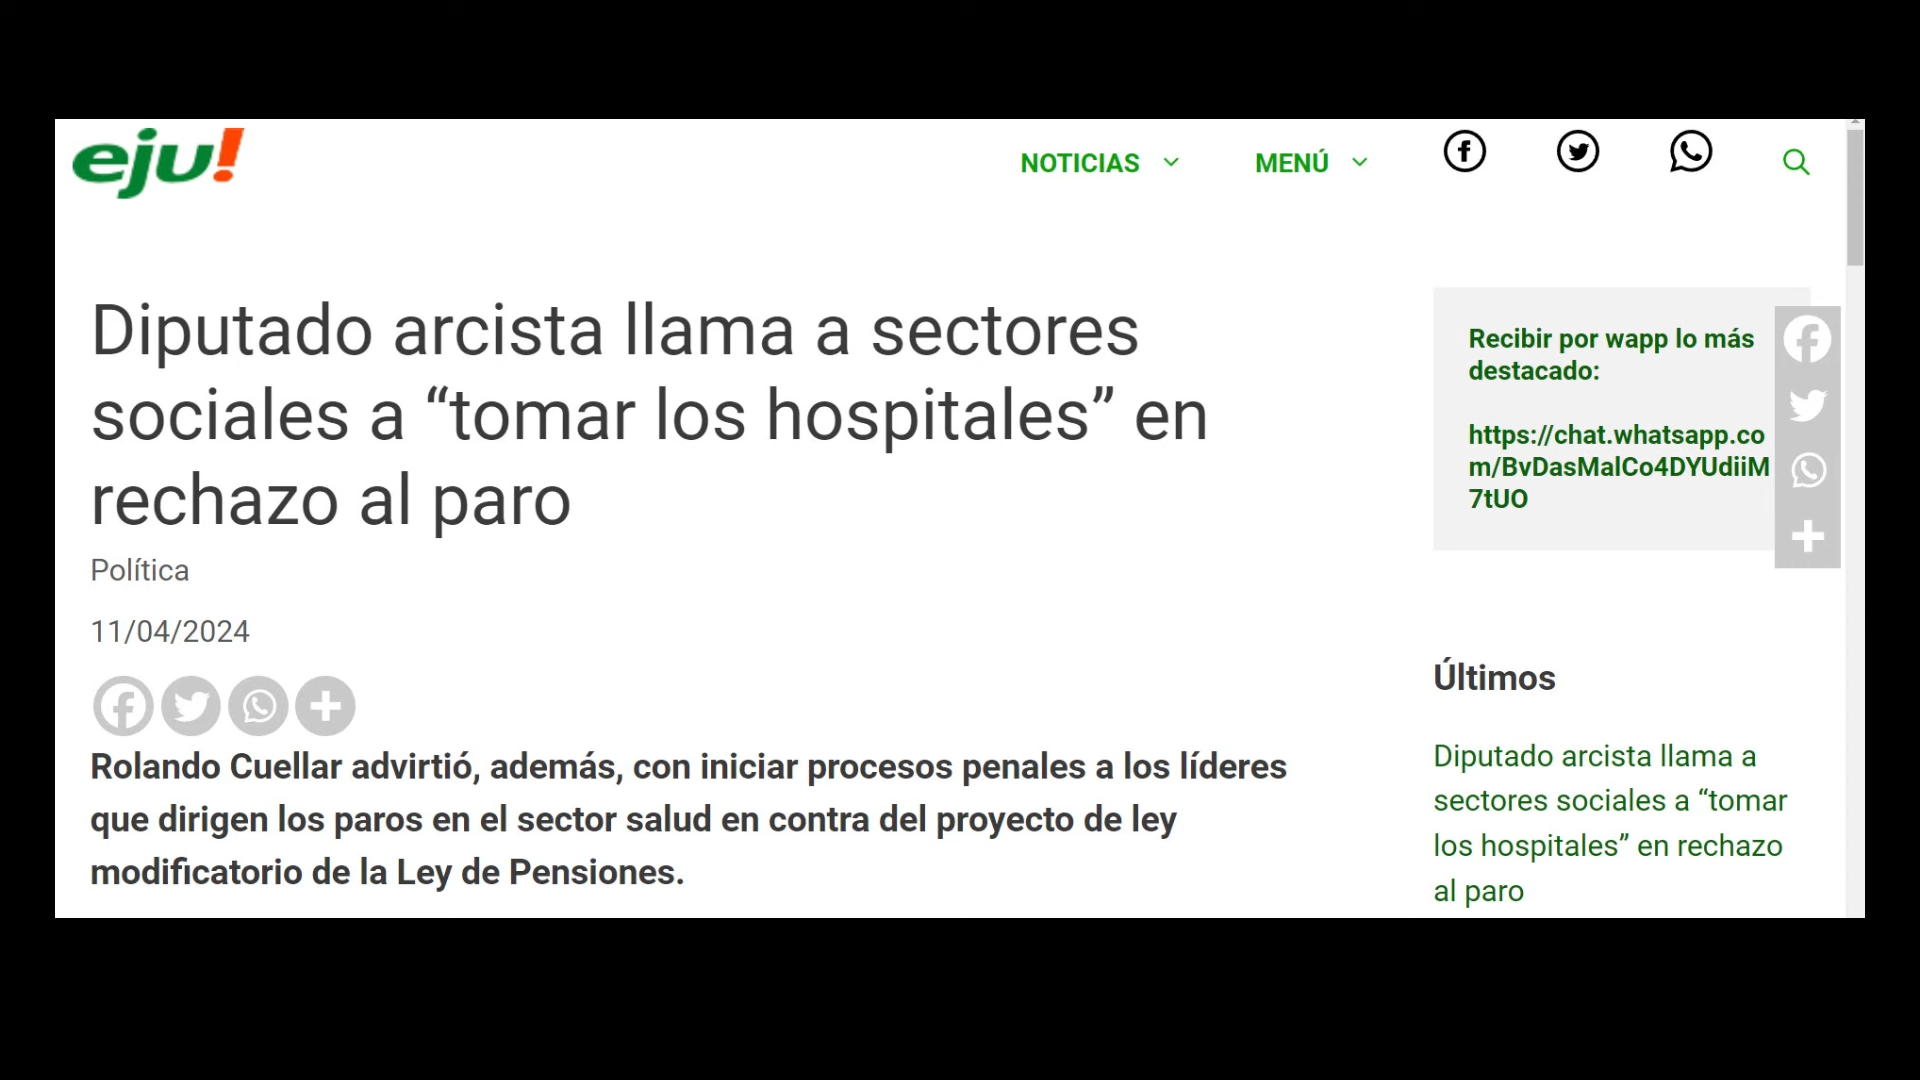 eju!
NOTICIAS
MENÚ
Diputado arcista llama a sectores
sociales a “tomar los hospitales” en
rechazo al paro
Política
11/04/2024
Rolando Cuellar advirtió, además, con iniciar procesos penales a los líderes
que dirigen los paros en el sector salud en contra del proyecto de ley
modificatorio de la Ley de Pensiones.
Recibir por wapp lo más
destacado:
https://chat.whatsapp.co
m/BvDasMalCo4DYUdiiM
7tUO
Últimos
Diputado arcista llama a
sectores sociales a “tomar
los hospitales” en rechazo
al paro